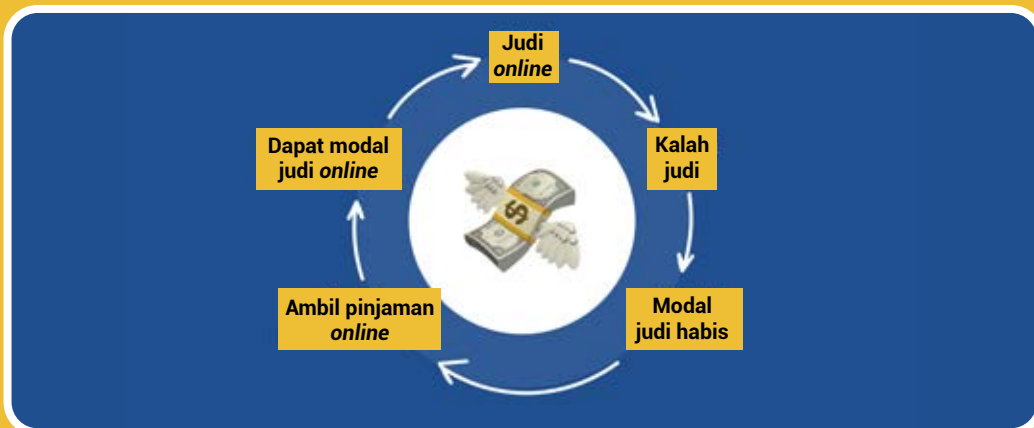 Judi
online
Kalah
judi
Modal
judi habis
Ambil pinjaman
online
Dapat modal
judi online